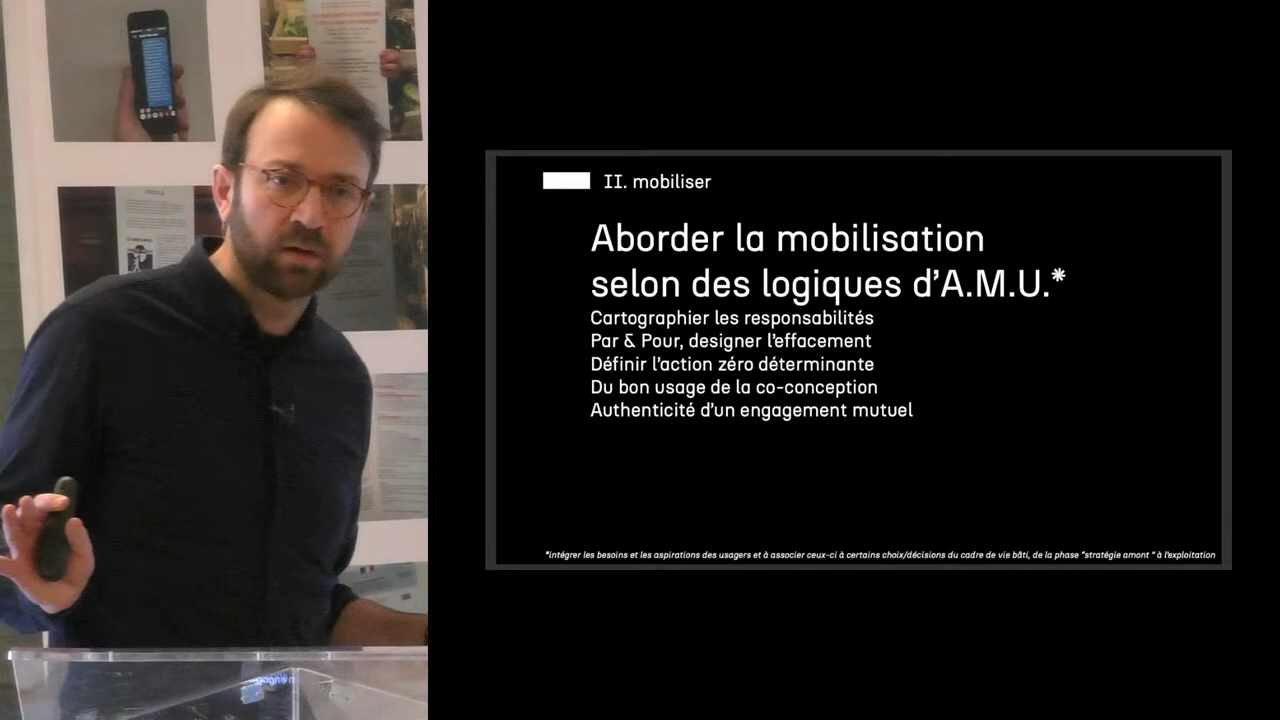 II. mobiliser
Aborder la mobilisation
selon des logiques d'A.M.U.*
Cartographier les responsabilités
Par & Pour, designer l'effacement
Définir l'action zéro déterminante
Du bon usage de la co-conception
Authenticité d'un engagement mutuel
*Intégrer les besoins et les aspirations des usagers et à associer ceux-ci à certains choix/décisions du cadre de vie bâti, de la phase "stratégie amont " à l'exploitation